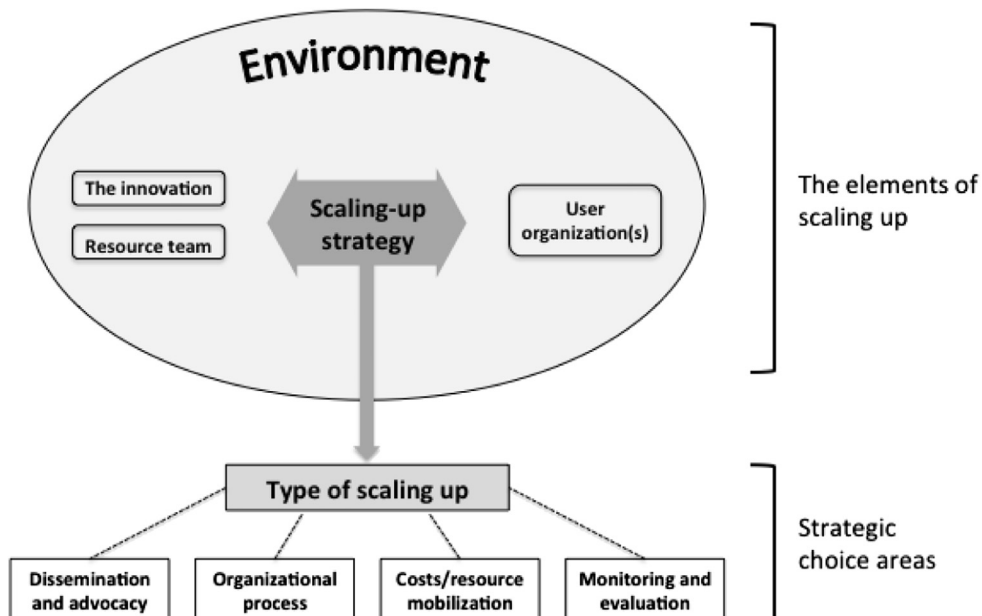 Environment
The innovation
Resource team
Scaling-up
strategy
User
organization(s)
The elements of
scaling up
Type of scaling up
Dissemination
and advocacy
Organizational
process
Costs/resource
mobilization
Monitoring and
evaluation
Strategic
choice areas